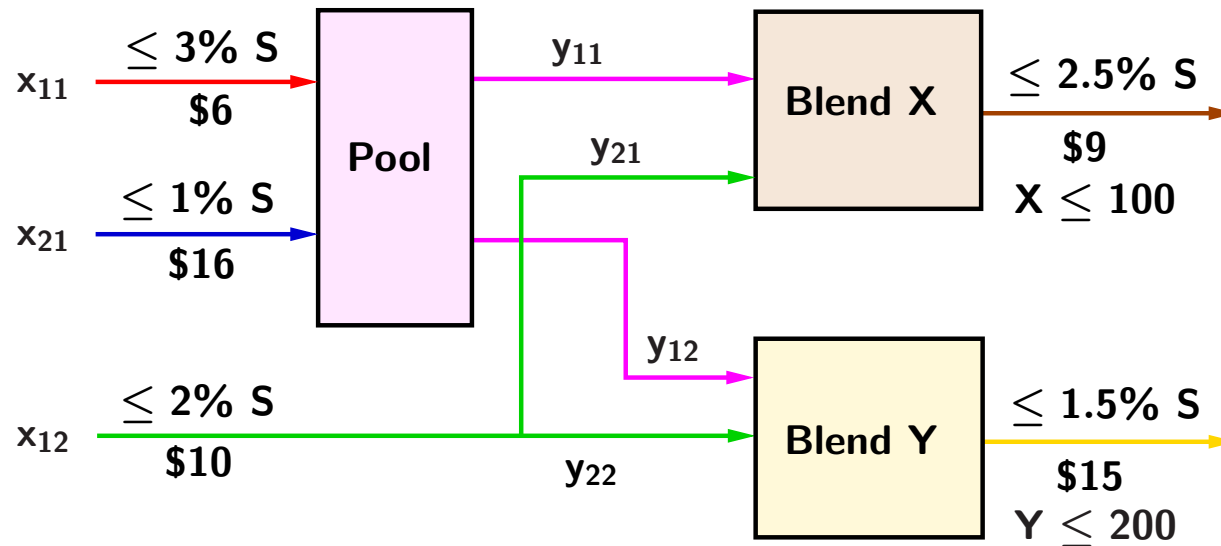 ≤ 3% S
x₁₁
$6
Pool
≤ 1% S
x₂₁
$16
≤ 2% S
x₁₂
$10
y₁₁
y₂₁
y₁₂
y₂₂
Blend X
≤ 2.5% S
$9
X ≤ 100
Blend Y
≤ 1.5% S
$15
Y ≤ 200